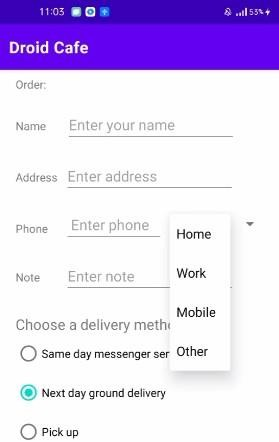 11:03 53%
Droid Cafe
Order:
Name Enter your name
Address Enter address
Phone Enter phone
Home
Work
Mobile
Other
Note Enter note
Choose a delivery metho
Same day messenger ser
Next day ground delivery
Pick up